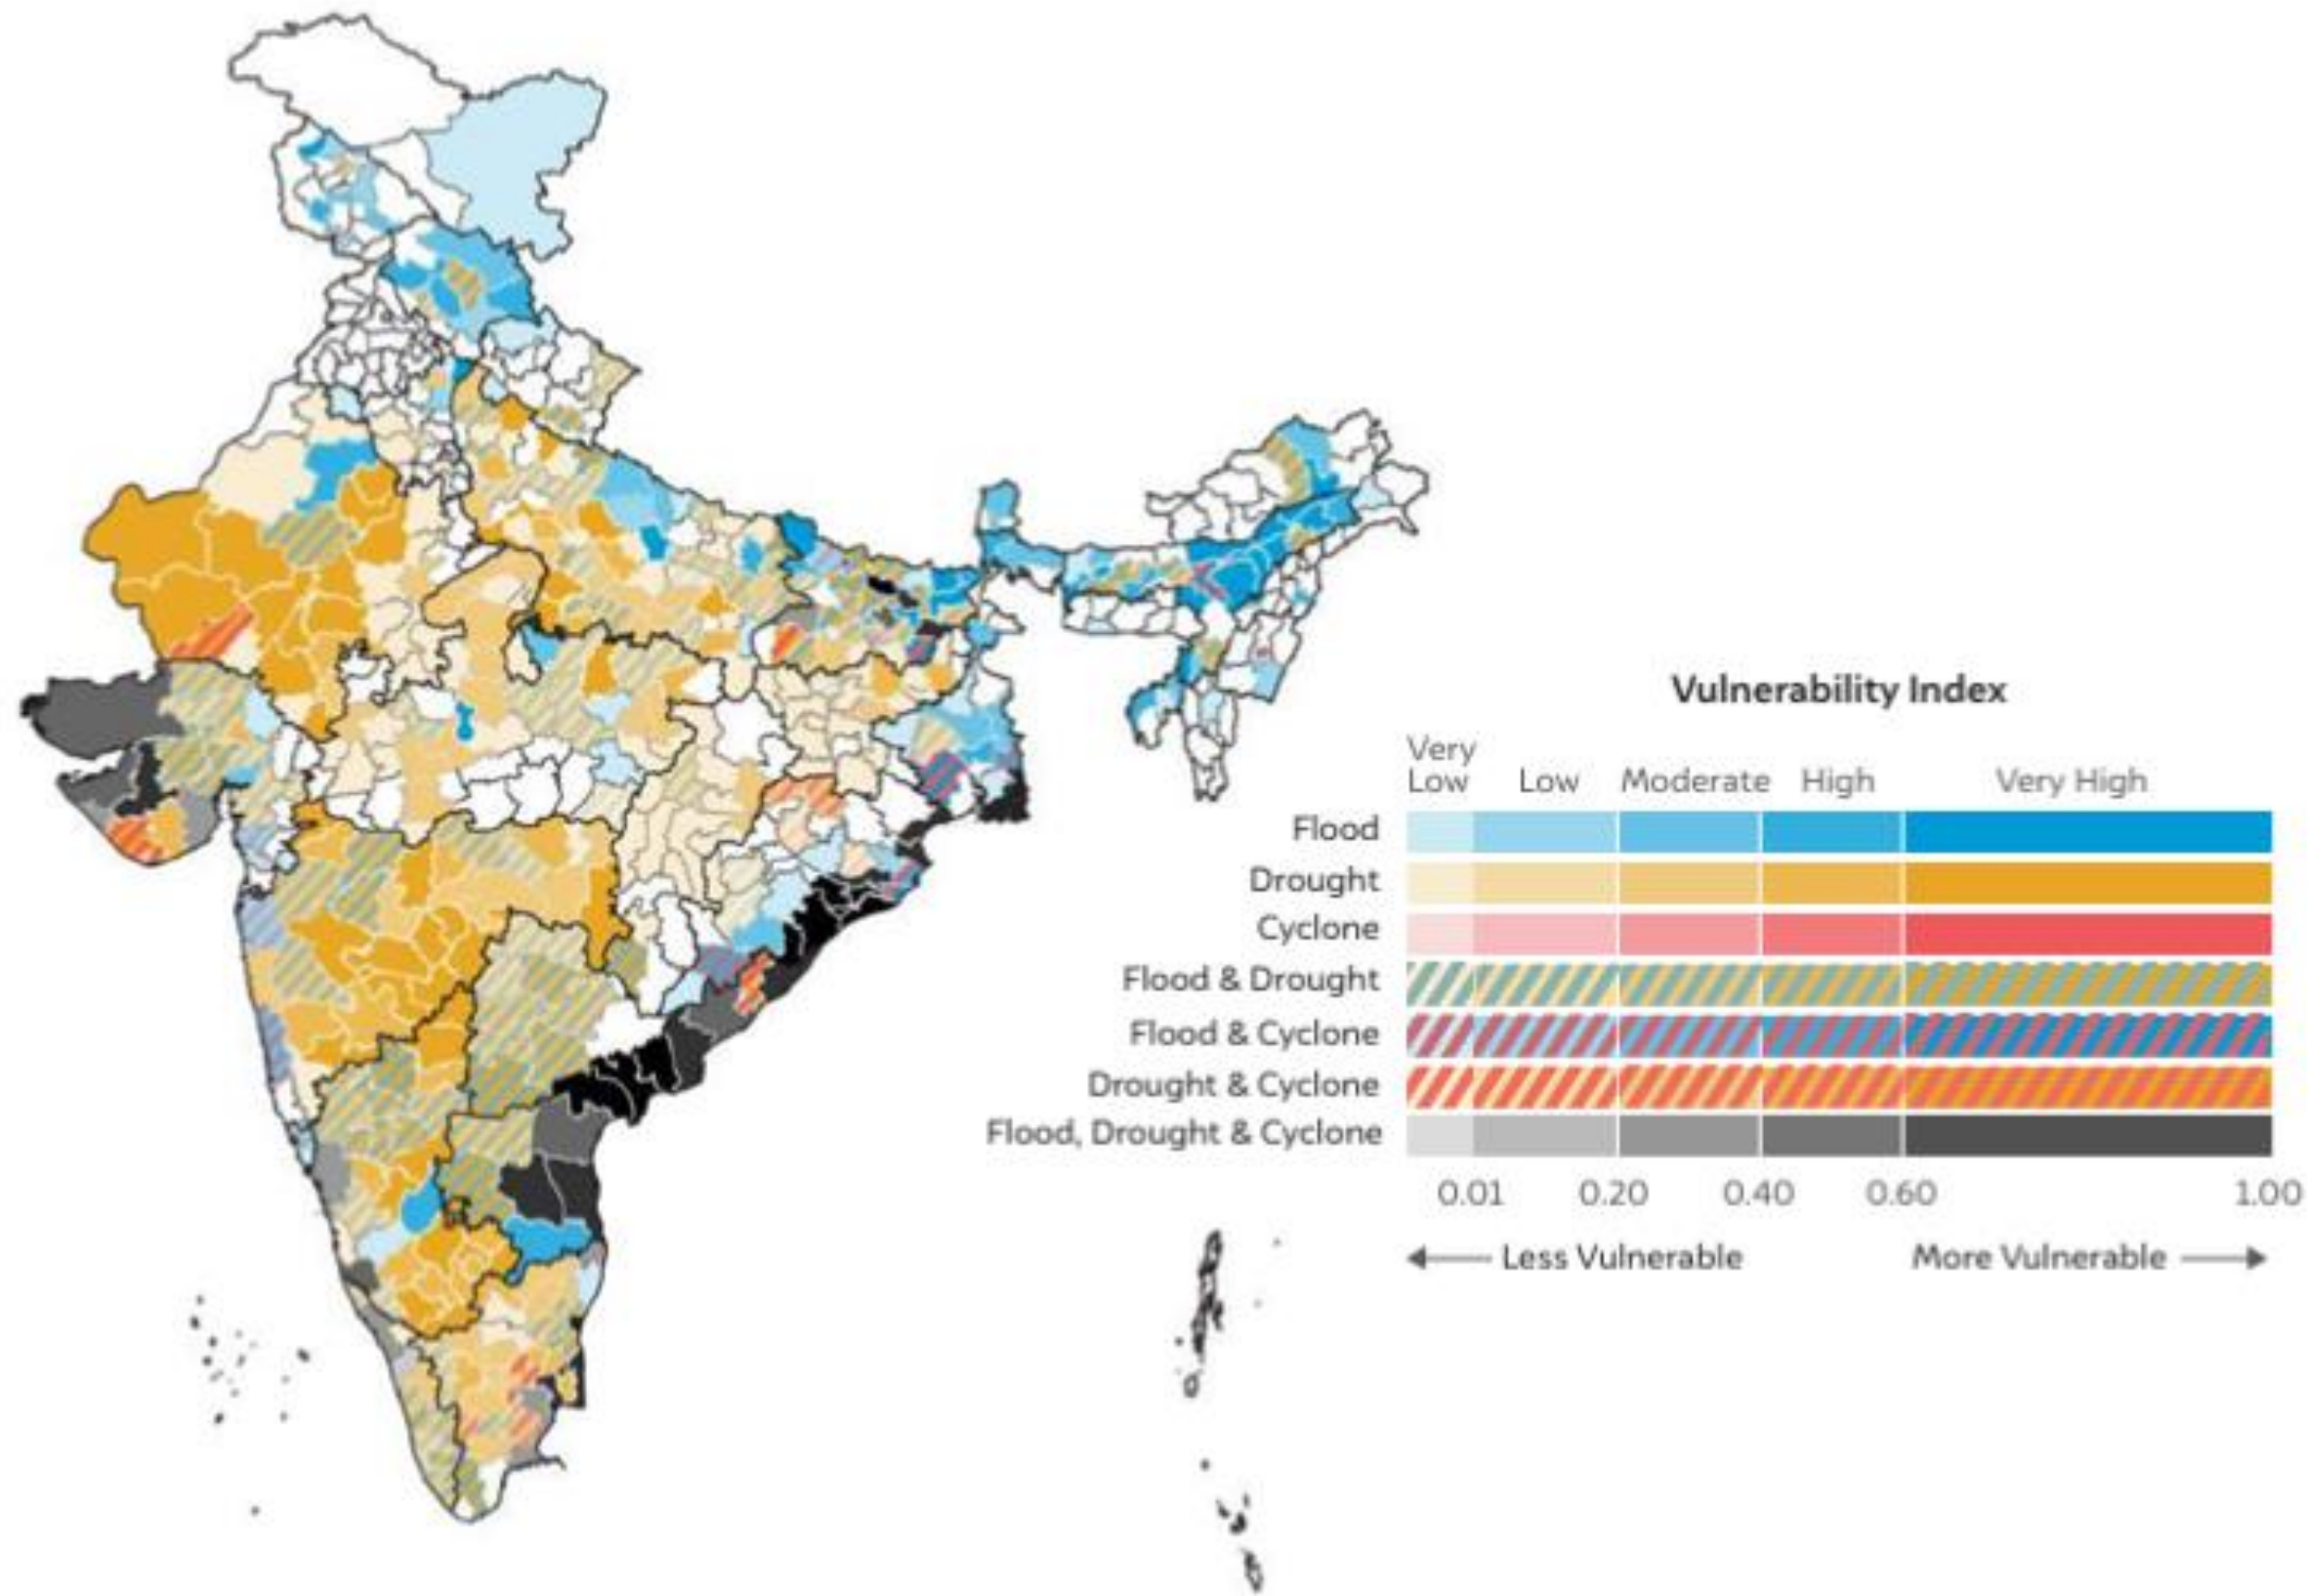 Vulnerability Index
Very
Low Low Moderate High Very High
Flood
Drought
Cyclone
Flood & Drought
Flood & Cyclone
Drought & Cyclone
Flood, Drought & Cyclone
0.01 0.20 0.40 0.60 1.00
Less Vulnerable More Vulnerable